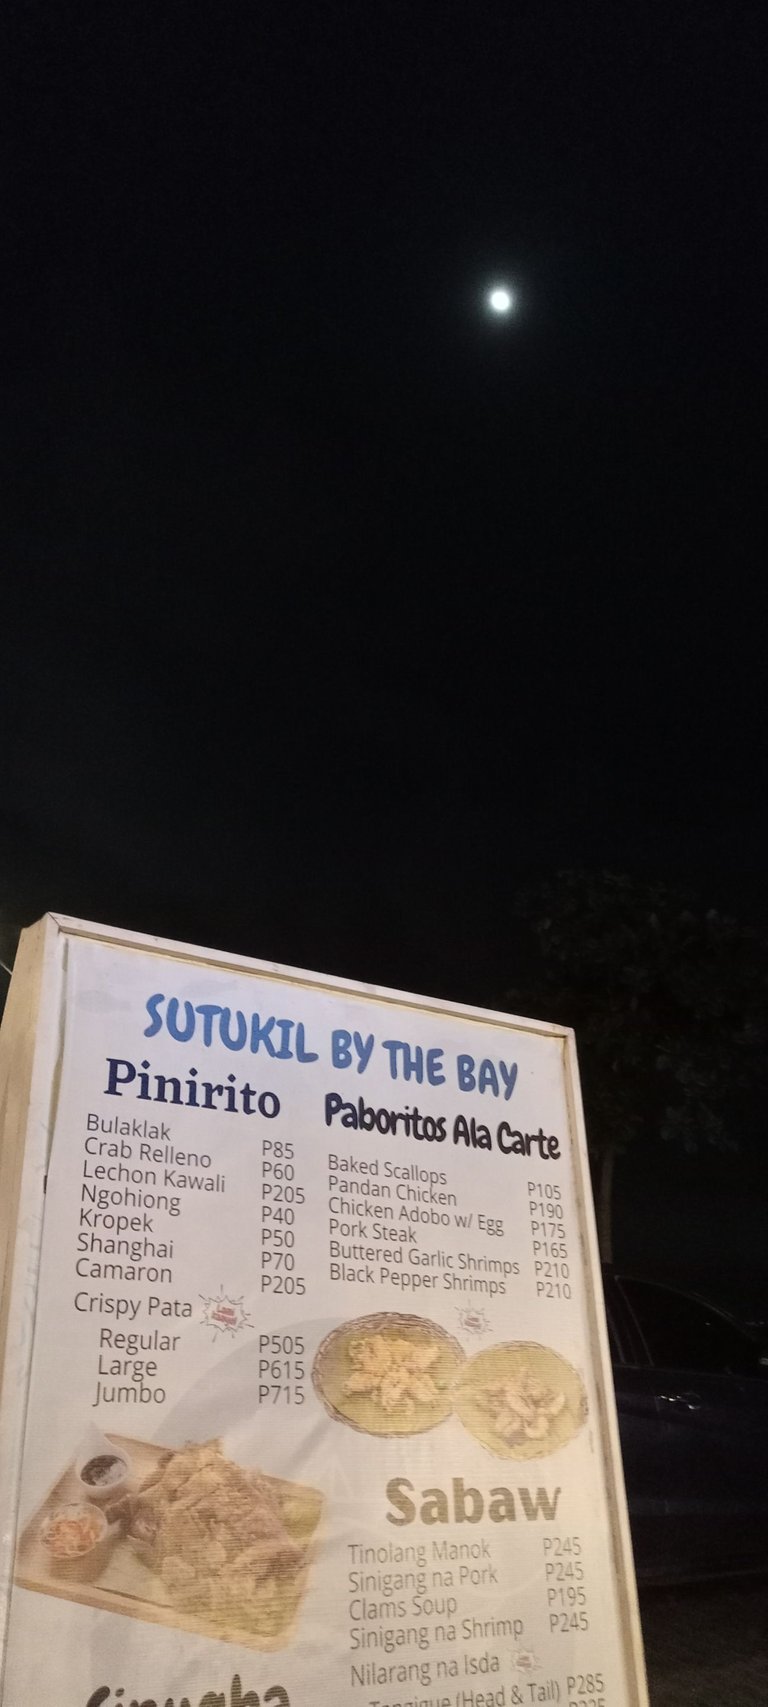 SUTUKIL BY THE BAY
Pinirito
Bulaklak P85
Crab Relleno P60
Lechon Kawali P205
Ngohiong P40
Kropek P50
Shanghai P70
Camaron P205
Crispy Pata
Regular P505
Large P615
Jumbo P715
Paboritos Ala Carte
Baked Scallops P105
Pandan Chicken P190
Chicken Adobo w/ Egg P175
Pork Steak P165
Buttered Garlic Shrimps P210
Black Pepper Shrimps P210
Sabaw
Tinolang Manok P245
Sinigang na Pork P245
Clams Soup P195
Sinigang na Shrimp P245
Nilarang na Isda
Tangigue (Head & Tail) P285
Sinugba